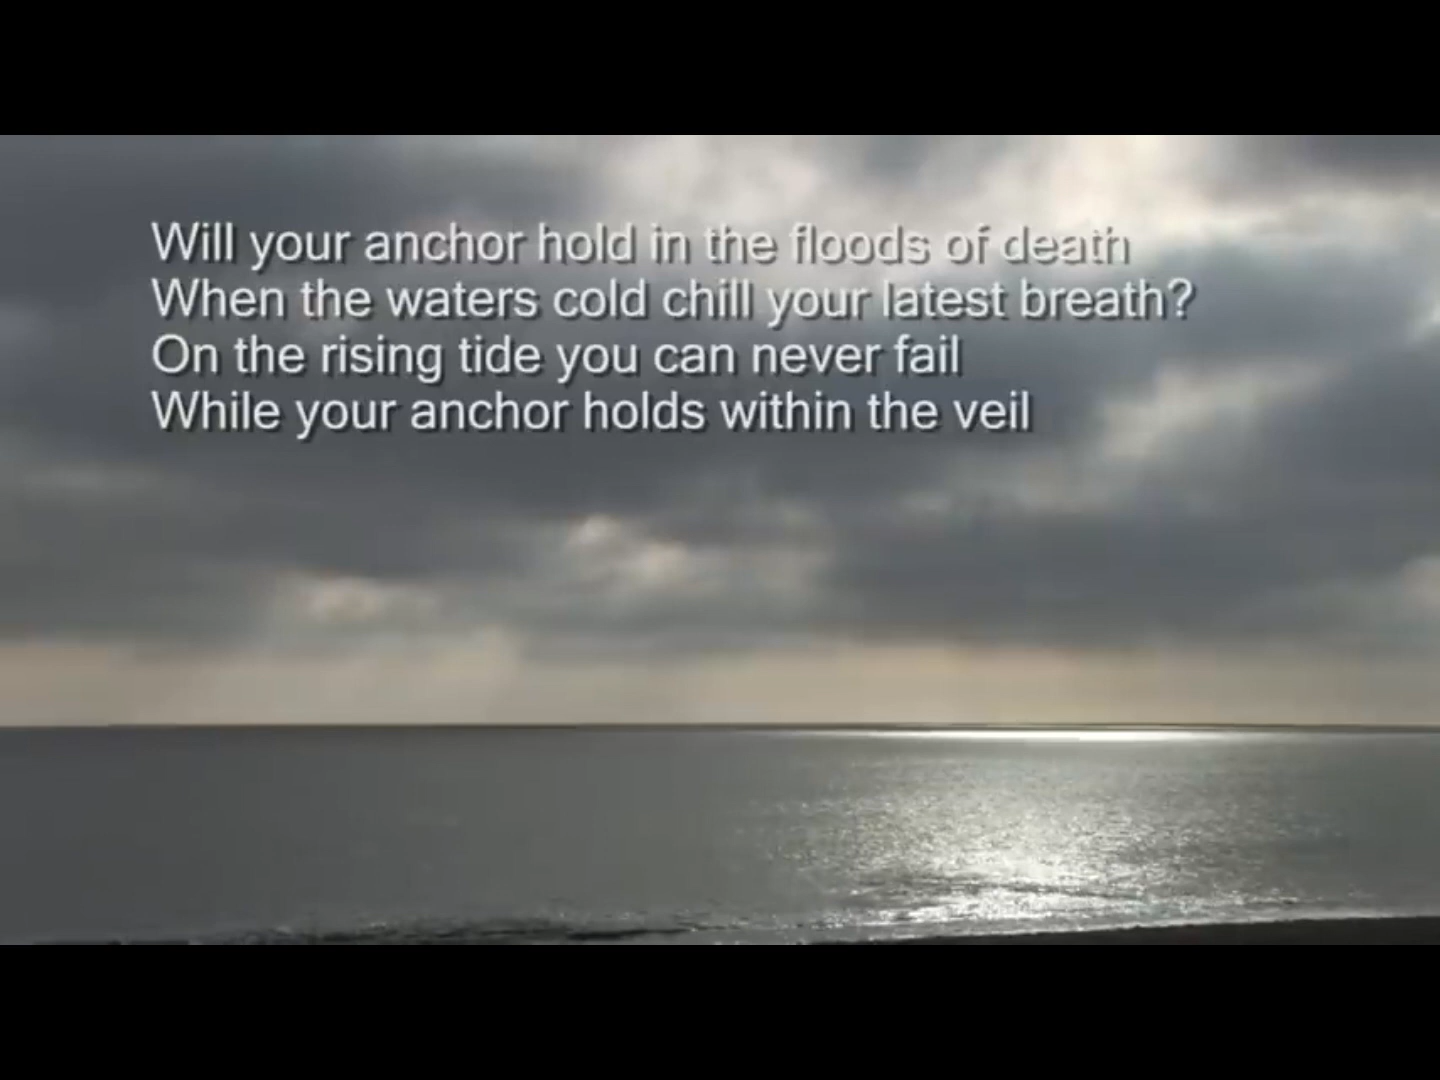 Will your anchor hold in the floods of death
When the waters cold chill your latest breath?
On the rising tide you can never fail
While your anchor holds within the veil